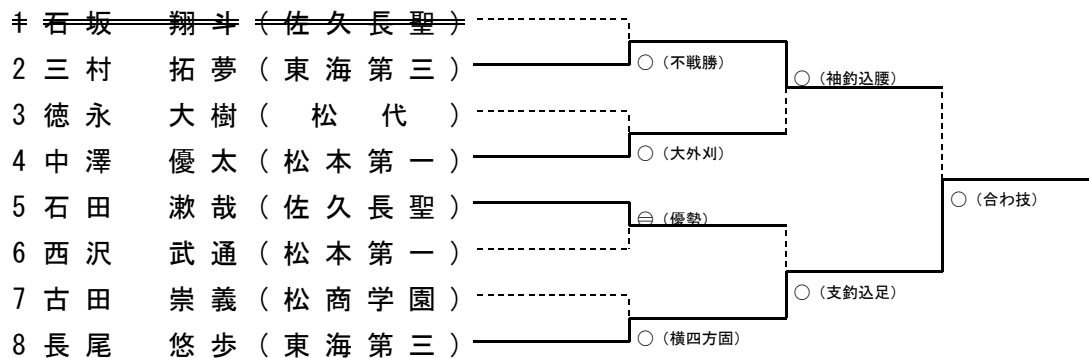 1 石坂 翔斗 (佐久長聖)
2 三村 拓夢 (東海第三)
○ (不戦勝)
○ (袖釣込腰)
3 徳永 大樹 (松代)
4 中澤 優太 (松本第一)
○ (大外刈)
5 石田 漱哉 (佐久長聖)
○ (合わ技)
㊀ (優勢)
6 西沢 武通 (松本第一)
7 古田 崇義 (松商学園)
○ (支釣込足)
8 長尾 悠歩 (東海第三)
○ (横四方固)